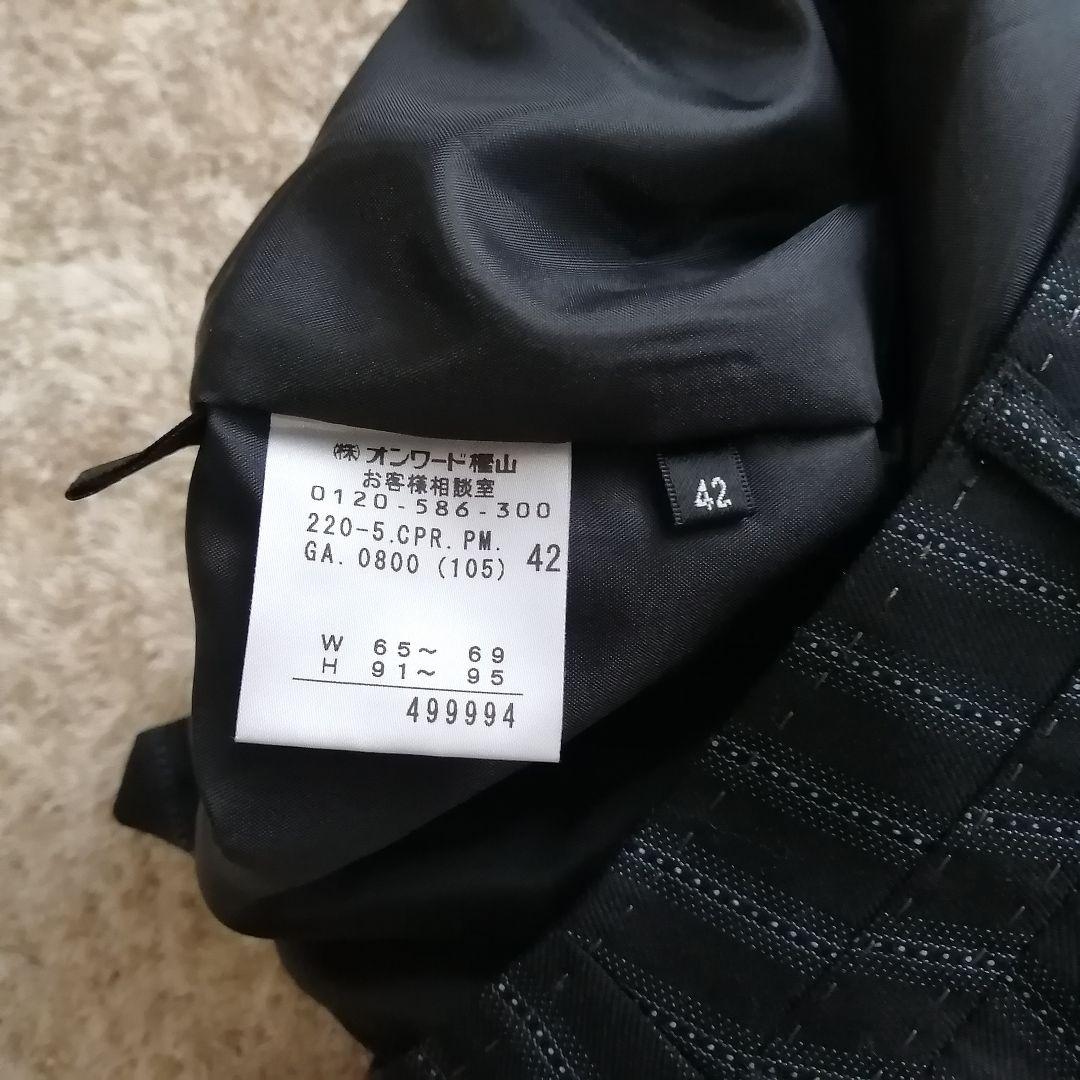 ㈱オンワード樫山
お客様相談室
0120-586-300
220-5.CPR.PM.
GA.0800 (105) 42
W 65～ 69
H 91～ 95
499994
42